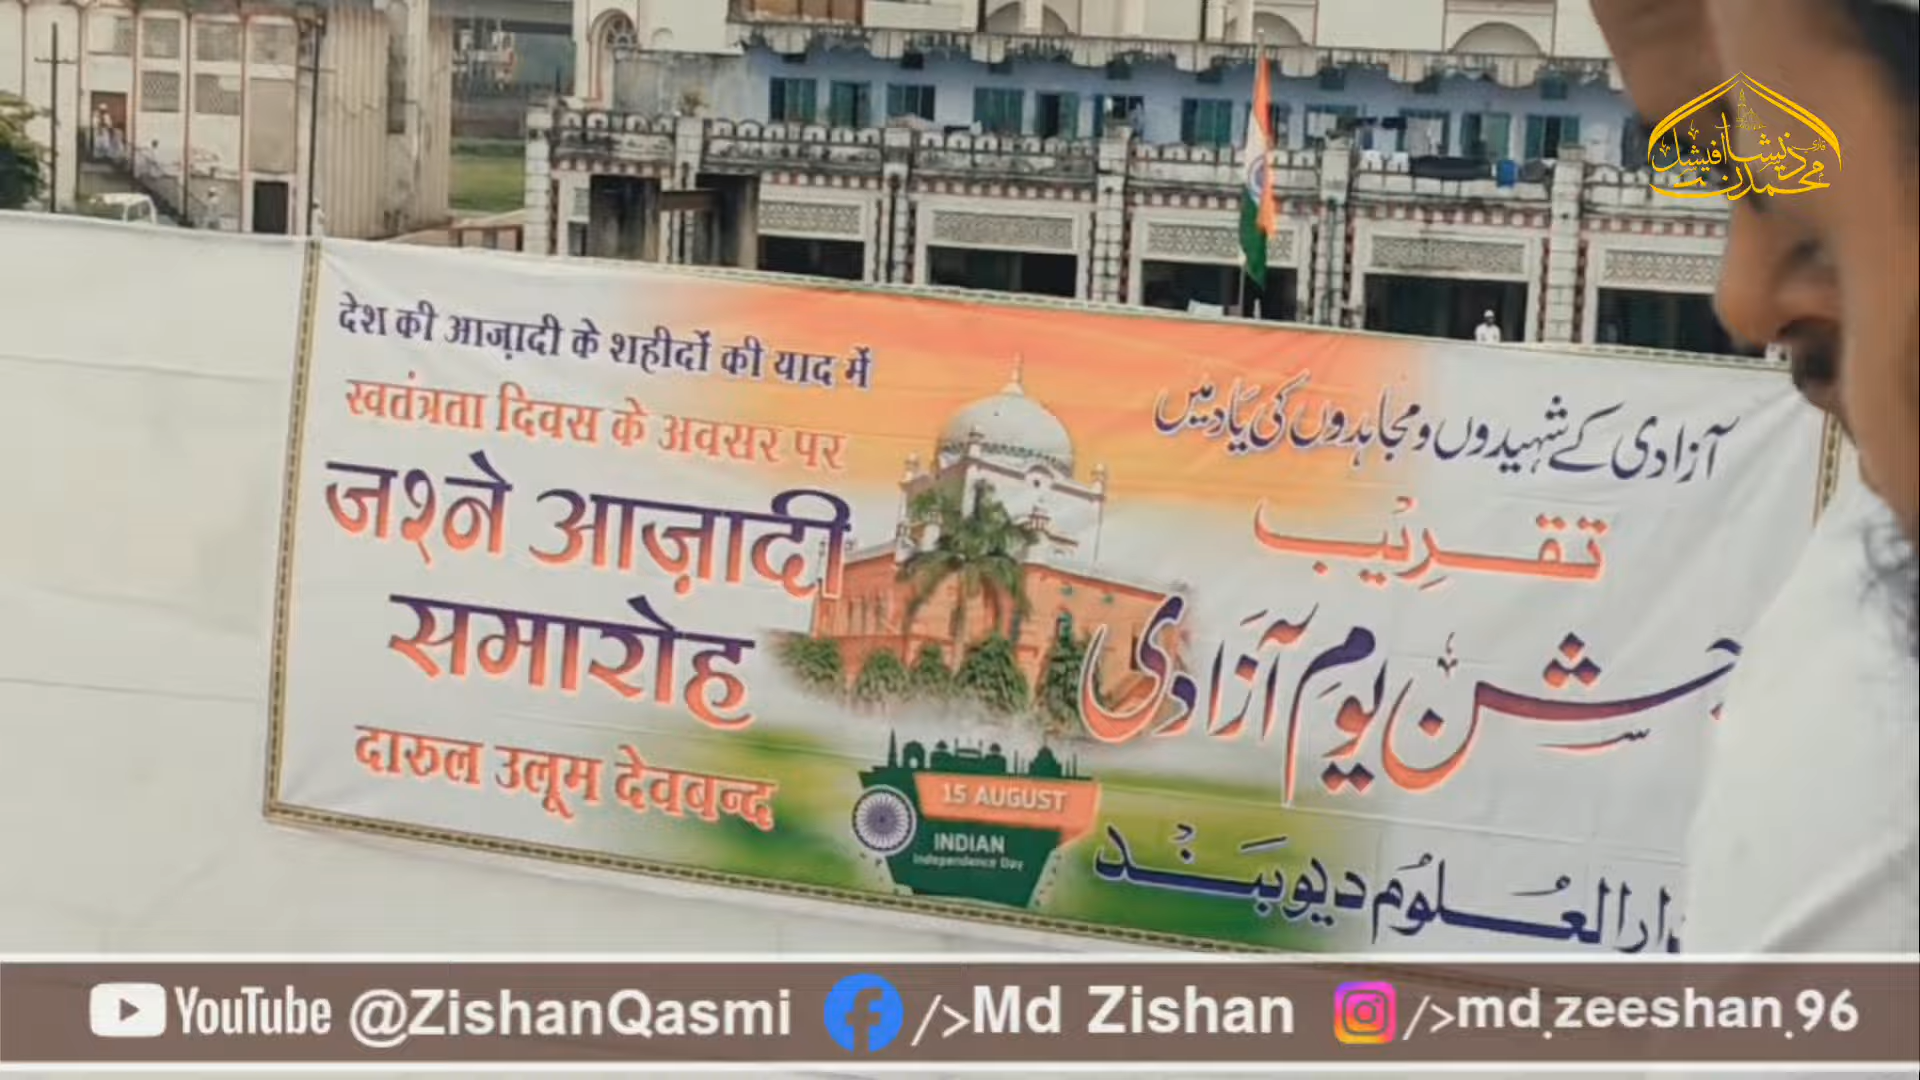 देश की आज़ादी के शहीदों की याद में
स्वतंत्रता दिवस के अवसर पर
जश्ने आज़ादी
समारोह
दारुल उलूम देवबन्द
آزادی کے شہیدوں و مجاہدوں کی یاد میں
تقریب
جشن یوم آزادی
دارالعلوم دیوبند
15 AUGUST
INDIAN
Independence Day
YouTube @ZishanQasmi />Md Zishan />md.zeeshan.96